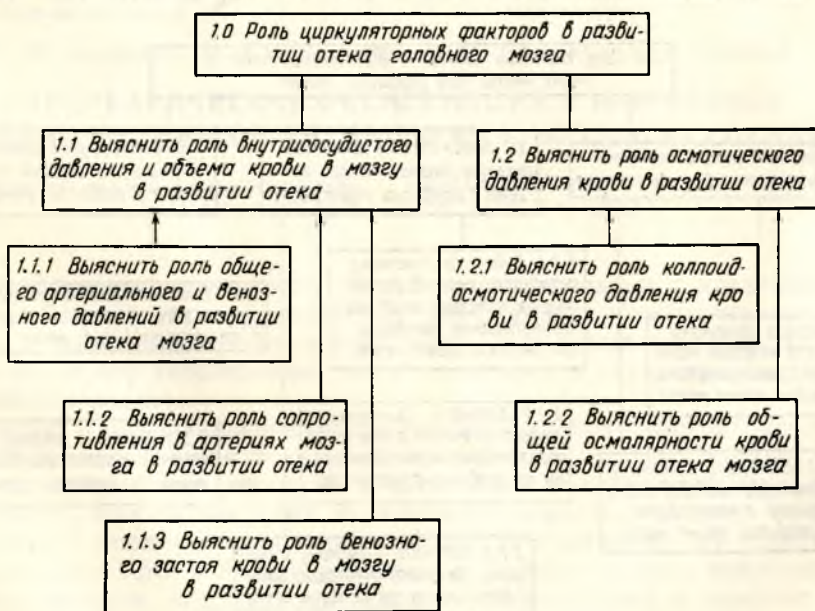 1.0 Роль циркуляторных факторов в разви-
тии отека головного мозга
1.1 Выяснить роль внутрисосудистого
давления и объема крови в мозгу
в развитии отека
1.2 Выяснить роль осмотического
давления крови в развитии отека
1.1.1 Выяснить роль обще-
го артериального и веноз-
ного давлений в развитии
отека мозга
1.2.1 Выяснить роль коллоид-
осмотического давления кро
ви в развитии отека
1.1.2 Выяснить роль сопро-
тивления в артериях моз-
га в развитии отека
1.2.2 Выяснить роль об-
щей осмолярности крови
в развитии отека мозга
1.1.3 Выяснить роль венозно-
го застоя крови в мозгу
в развитии отека